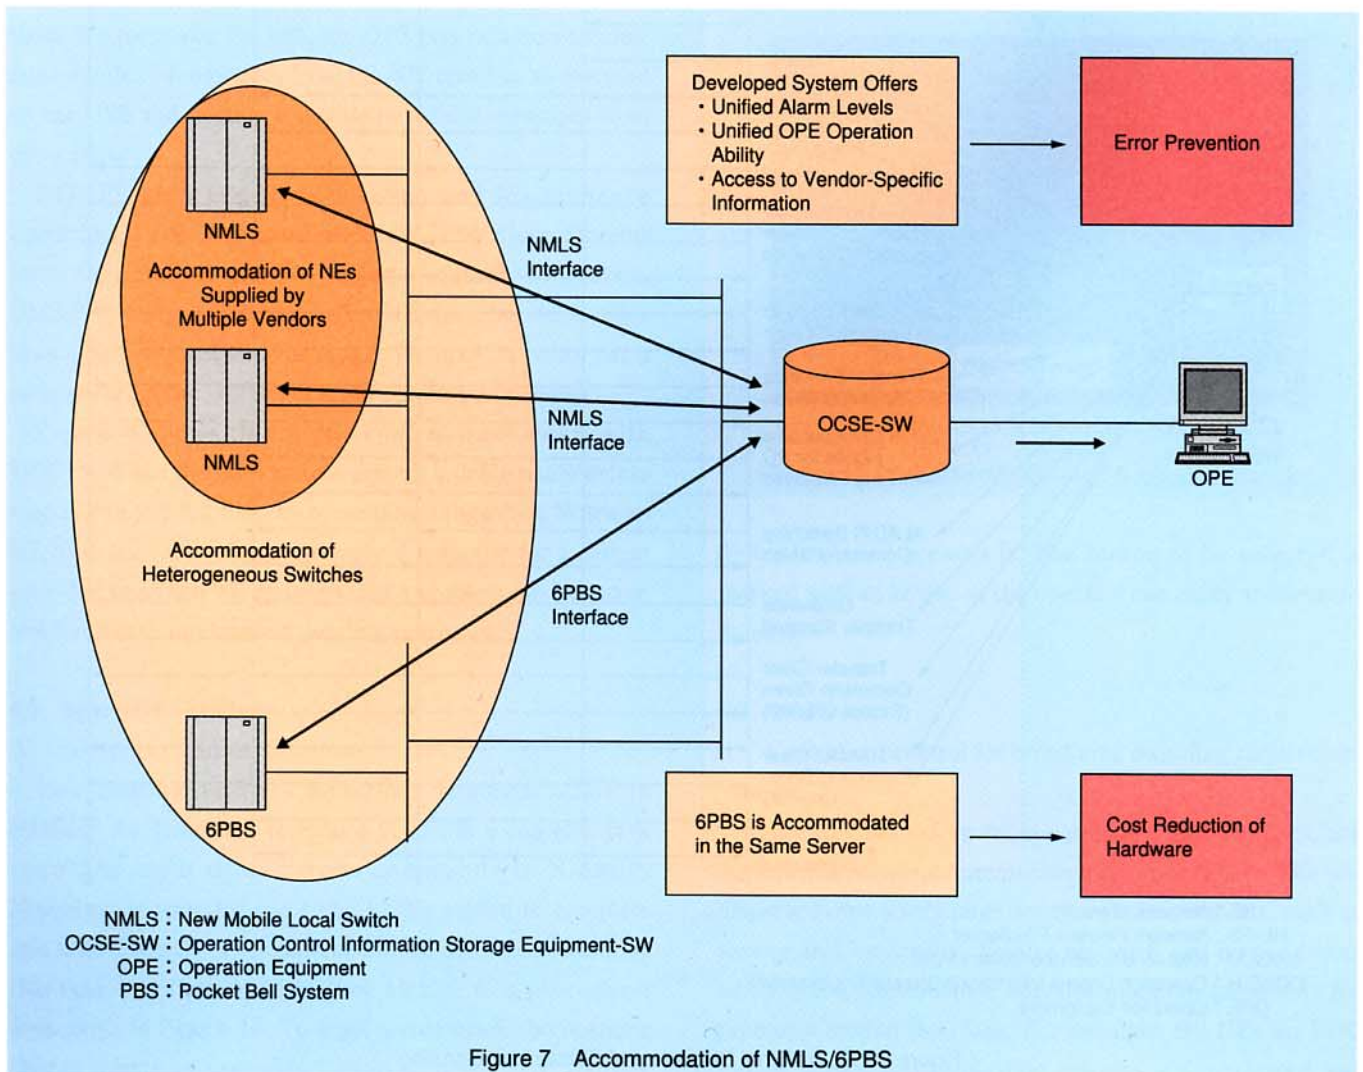 Developed System Offers
・Unified Alarm Levels
・Unified OPE Operation
Ability
・Access to Vendor-Specific
Information
Error Prevention
NMLS
Accommodation of NEs
Supplied by
Multiple Vendors
NMLS
NMLS
Interface
NMLS
Interface
OCSE-SW
OPE
Accommodation of
Heterogeneous Switches
6PBS
Interface
6PBS
6PBS is Accommodated
in the Same Server
Cost Reduction of
Hardware
NMLS : New Mobile Local Switch
OCSE-SW : Operation Control Information Storage Equipment-SW
OPE : Operation Equipment
PBS : Pocket Bell System
Figure 7 Accommodation of NMLS/6PBS